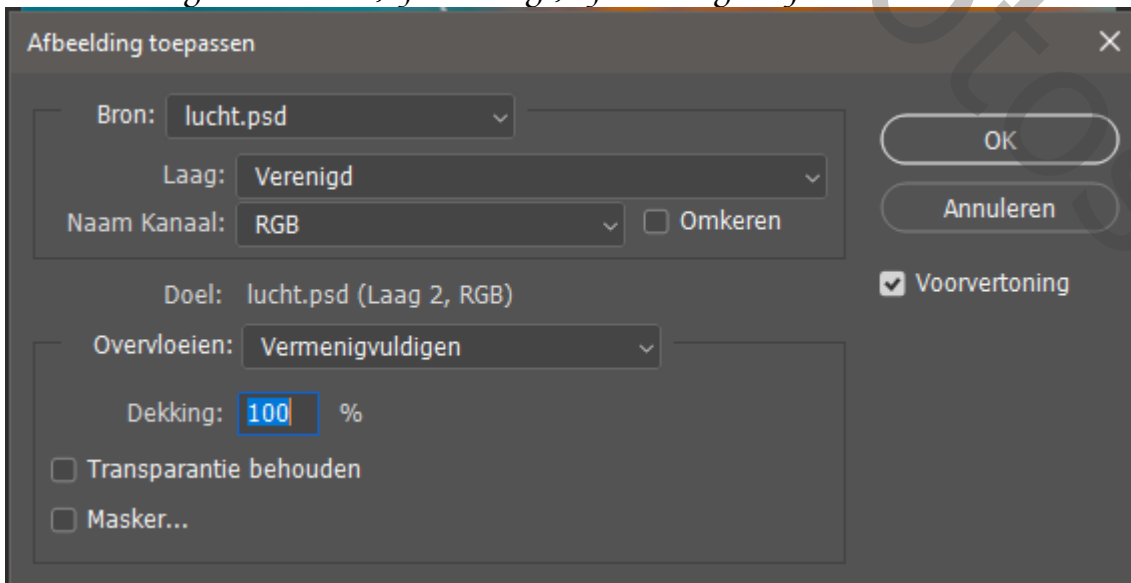 Afbeelding toepassen
Bron: lucht.psd
OK
Laag: Verenigd
Annuleren
Naam Kanaal: RGB Omkeren
Voorvertoning
Doel: lucht.psd (Laag 2, RGB)
Overvloeien: Vermenigvuldigen
Dekking: 100 %
Transparantie behouden
Masker...